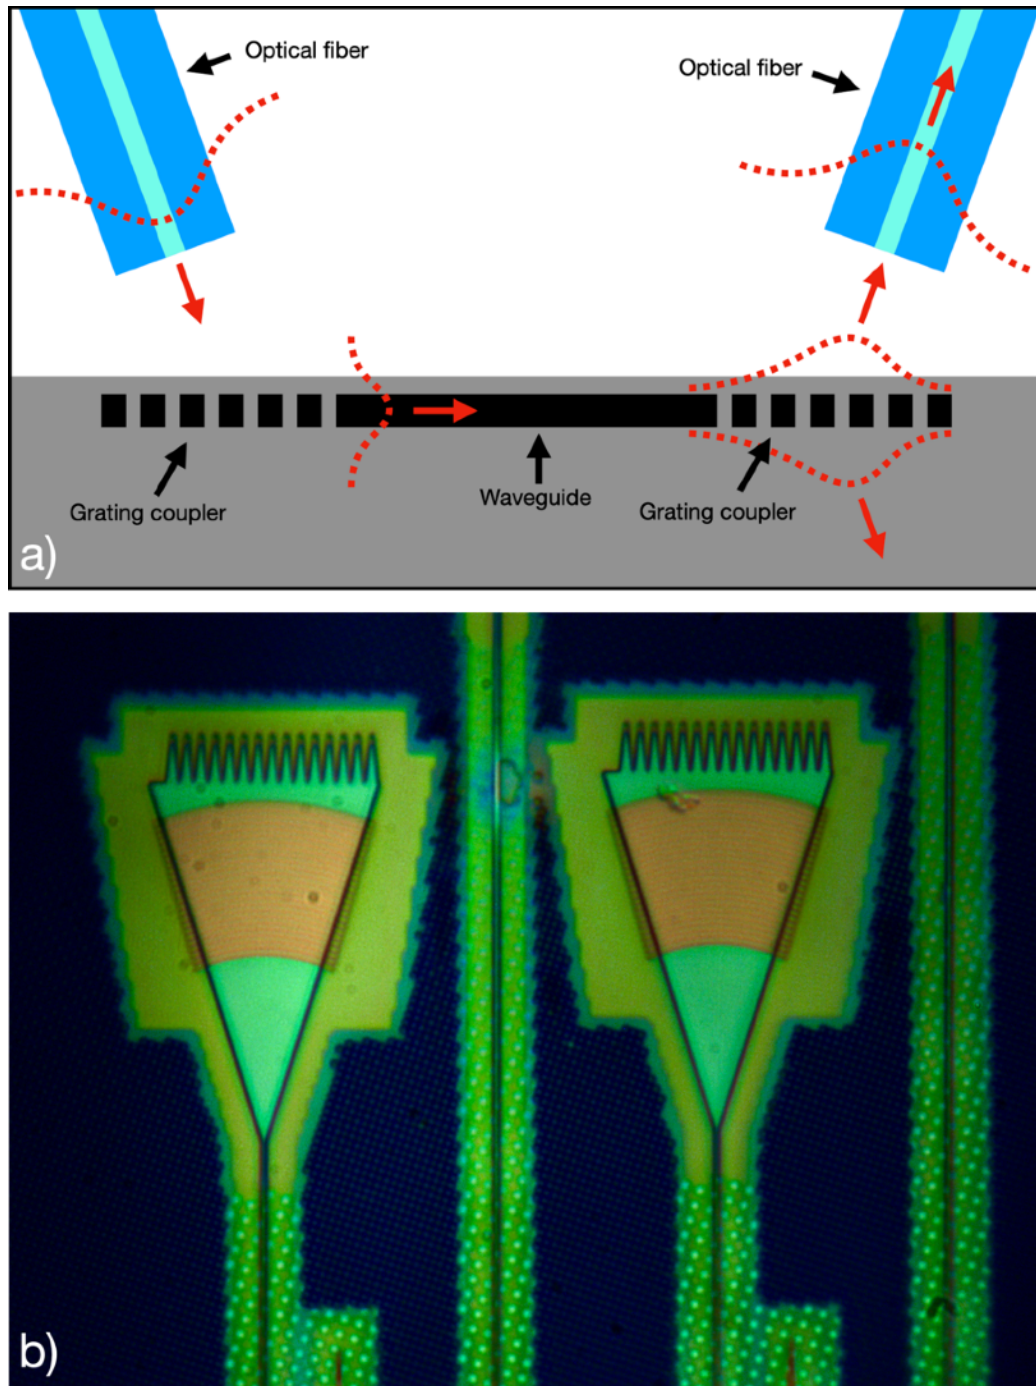 Optical fiber
Optical fiber
Grating coupler
Waveguide
Grating coupler
a)
b)